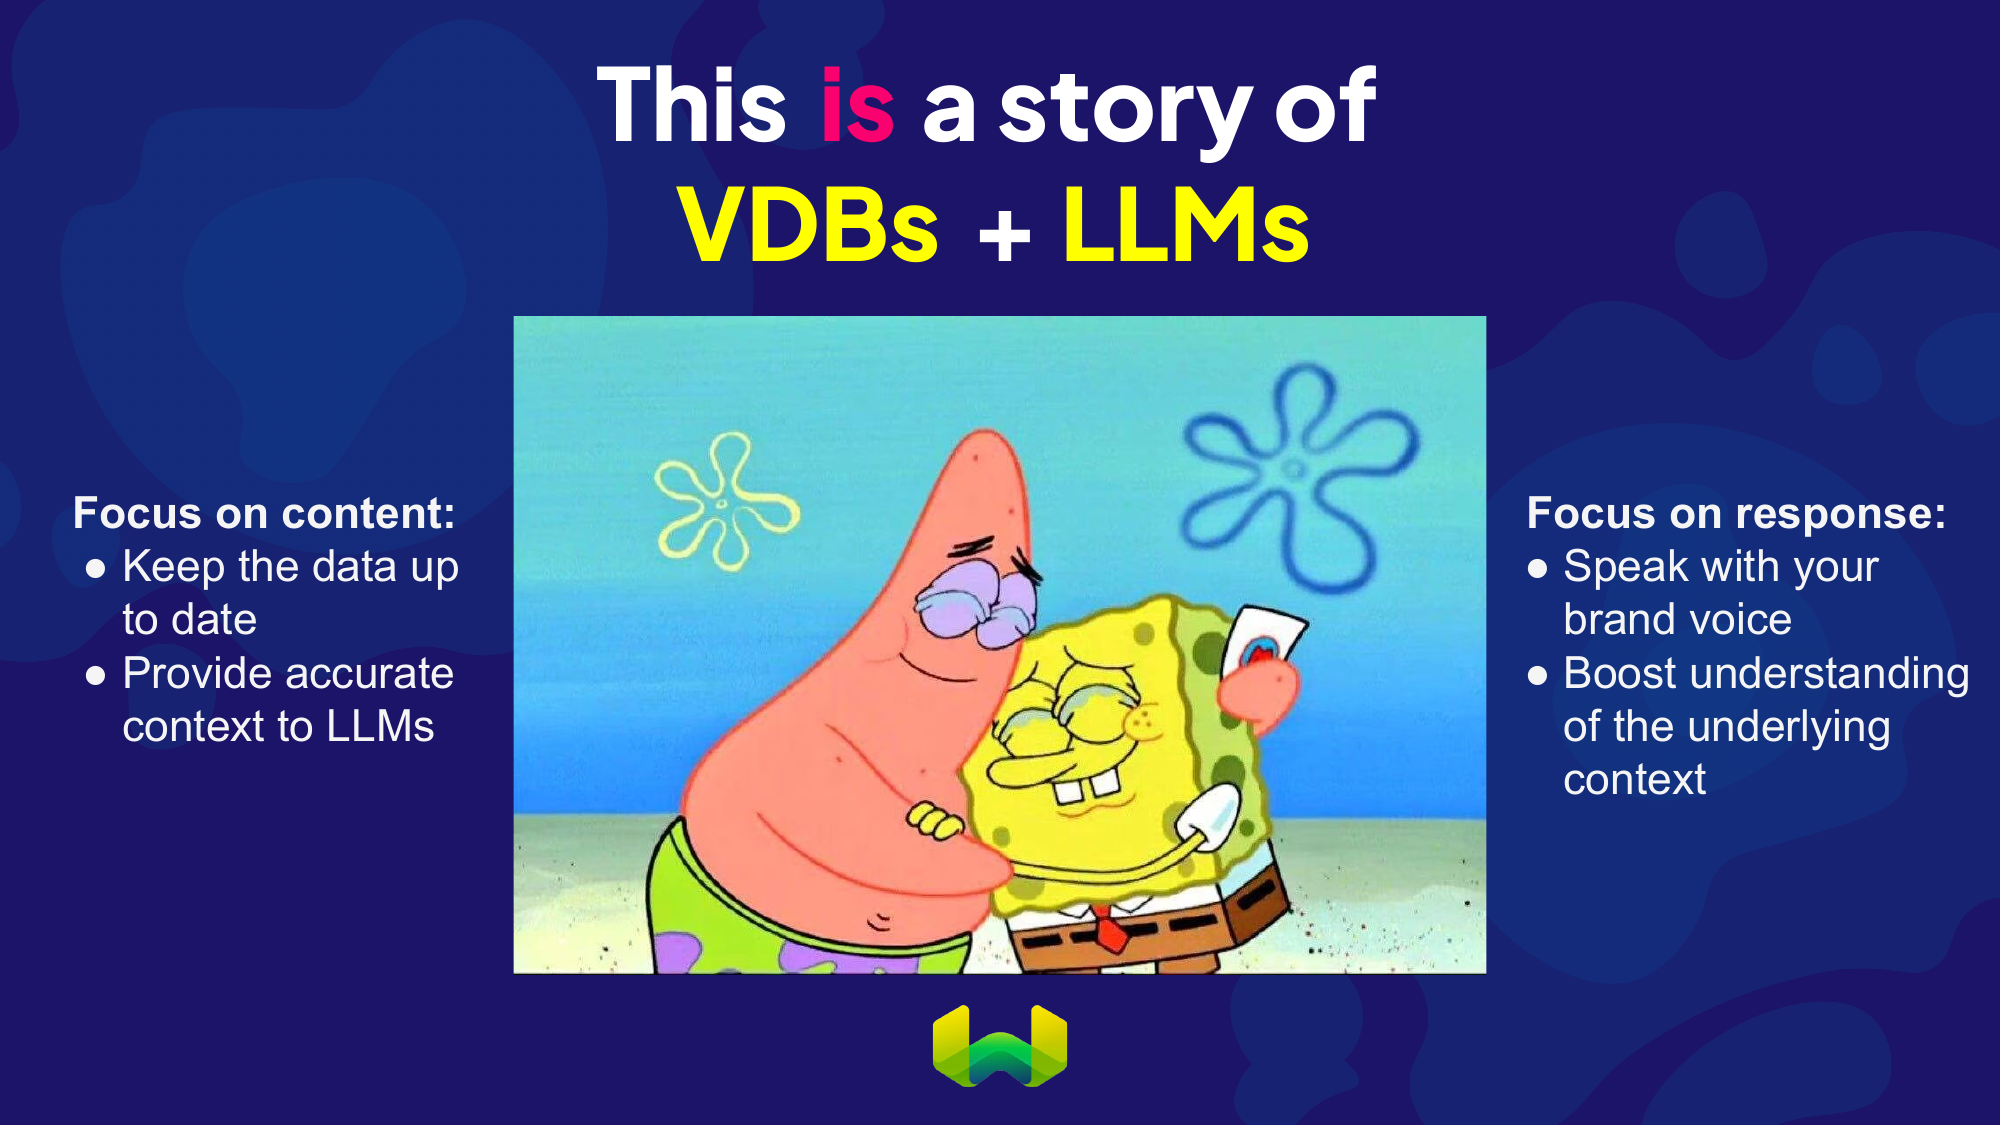 This is a story of
VDBs + LLMs
Focus on content:
● Keep the data up
to date
● Provide accurate
context to LLMs
Focus on response:
● Speak with your
brand voice
● Boost understanding
of the underlying
context